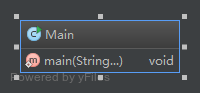 C Main
m main(String...) void
Powered by yFiles